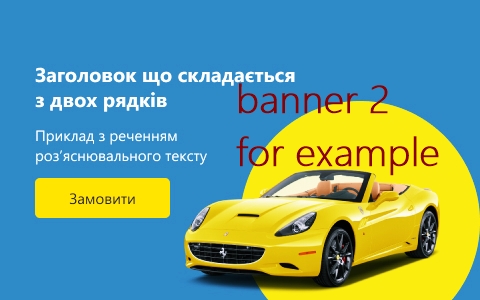 Заголовок що складається
з двох рядків
banner 2
for example
Приклад з реченням
роз’яснювального тексту
Замовити